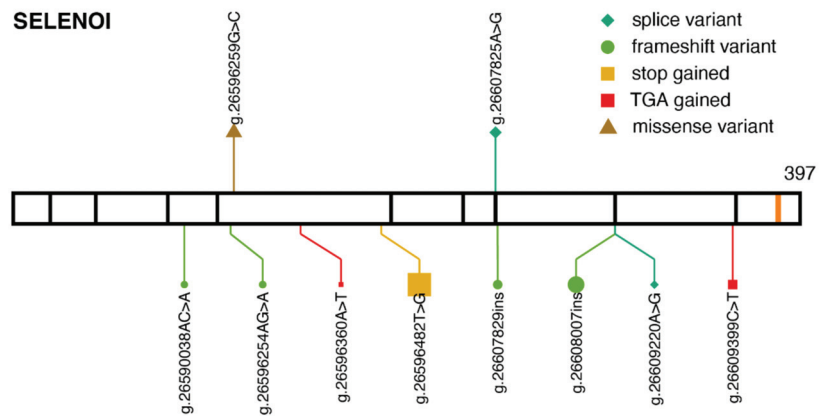 SELENOI
g.26596259G>C
g.26607825A>G
splice variant
frameshift variant
stop gained
TGA gained
missense variant
397
g.26590038AC>A
g.26596254AG>A
g.26596360A>T
g.26596482T>G
g.26607829ins
g.26608007ins
g.26609220A>G
g.26609399C>T